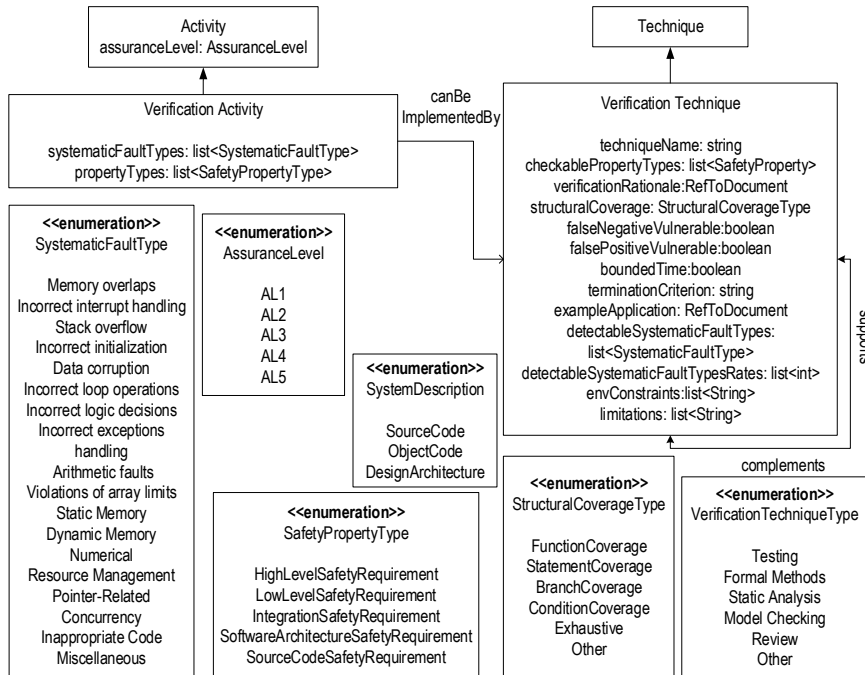 Activity
assuranceLevel: AssuranceLevel
Technique
Verification Activity
systematicFaultTypes: list<SystematicFaultType>
propertyTypes: list<SafetyPropertyType>
canBe
ImplementedBy
Verification Technique
techniqueName: string
checkablePropertyTypes: list<SafetyProperty>
verificationRationale:RefToDocument
structuralCoverage: StructuralCoverageType
falseNegativeVulnerable:boolean
falsePositiveVulnerable:boolean
boundedTime:boolean
terminationCriterion: string
exampleApplication: RefToDocument
detectableSystematicFaultTypes:
list<SystematicFaultType>
detectableSystematicFaultTypesRates: list<int>
envConstraints:list<String>
limitations: list<String>
supports
complements
<<enumeration>>
SystematicFaultType
Memory overlaps
Incorrect interrupt handling
Stack overflow
Incorrect initialization
Data corruption
Incorrect loop operations
Incorrect logic decisions
Incorrect exceptions
handling
Arithmetic faults
Violations of array limits
Static Memory
Dynamic Memory
Numerical
Resource Management
Pointer-Related
Concurrency
Inappropriate Code
Miscellaneous
<<enumeration>>
AssuranceLevel
AL1
AL2
AL3
AL4
AL5
<<enumeration>>
SystemDescription
SourceCode
ObjectCode
DesignArchitecture
<<enumeration>>
SafetyPropertyType
HighLevelSafetyRequirement
LowLevelSafetyRequirement
IntegrationSafetyRequirement
SoftwareArchitectureSafetyRequirement
SourceCodeSafetyRequirement
<<enumeration>>
StructuralCoverageType
FunctionCoverage
StatementCoverage
BranchCoverage
ConditionCoverage
Exhaustive
Other
<<enumeration>>
VerificationTechniqueType
Testing
Formal Methods
Static Analysis
Model Checking
Review
Other